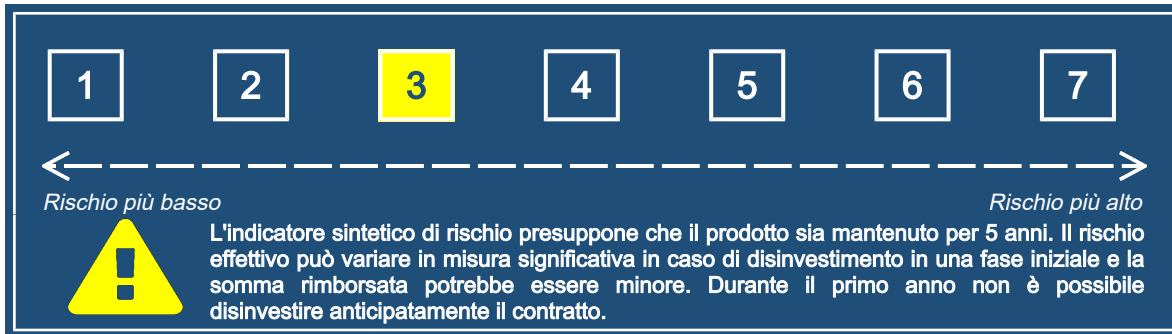 1 2 3 4 5 6 7
Rischio più basso Rischio più alto
L'indicatore sintetico di rischio presuppone che il prodotto sia mantenuto per 5 anni. Il rischio
effettivo può variare in misura significativa in caso di disinvestimento in una fase iniziale e la
somma rimborsata potrebbe essere minore. Durante il primo anno non è possibile
disinvestire anticipatamente il contratto.